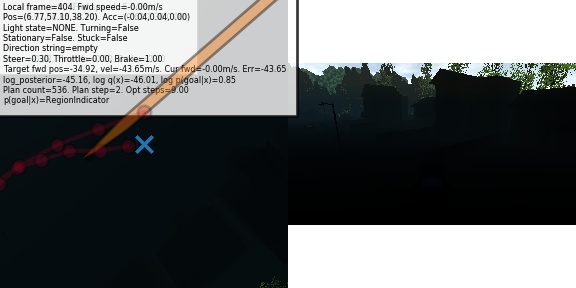 Local frame=404. Fwd speed=-0.00m/s
Pos=(6.77,57.10,38.20). Acc=(-0.04,0.04,0.00)
Light state=NONE. Turning=False
Stationary=False. Stuck=False
Direction string=empty
Steer=0.30, Throttle=0.00, Brake=1.00
Target fwd pos=-34.92, vel=-43.65m/s. Cur fwd=-0.00m/s. Err=-43.65
log_posterior=-45.16, log q(x)=-46.01, log p(goal|x)=0.85
Plan count=536. Plan step=2. Opt steps=9.00
p(goal|x)=RegionIndicator